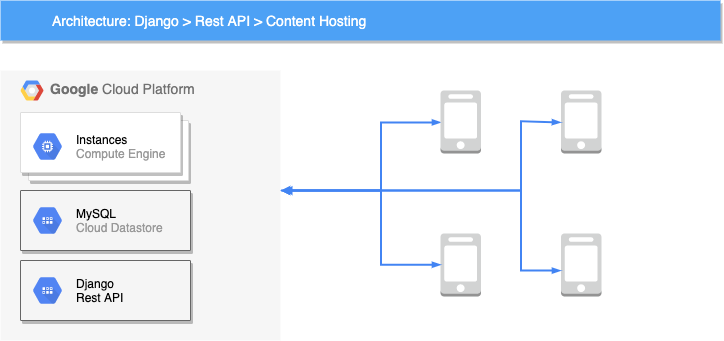 Architecture: Django > Rest API > Content Hosting
Google Cloud Platform
Instances
Compute Engine
MySQL
Cloud Datastore
Django
Rest API